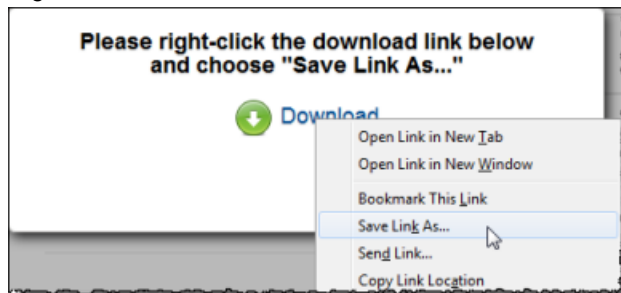 Please right-click the download link below
and choose "Save Link As..."
Download
Open Link in New Tab
Open Link in New Window
Bookmark This Link
Save Link As...
Send Link...
Copy Link Location